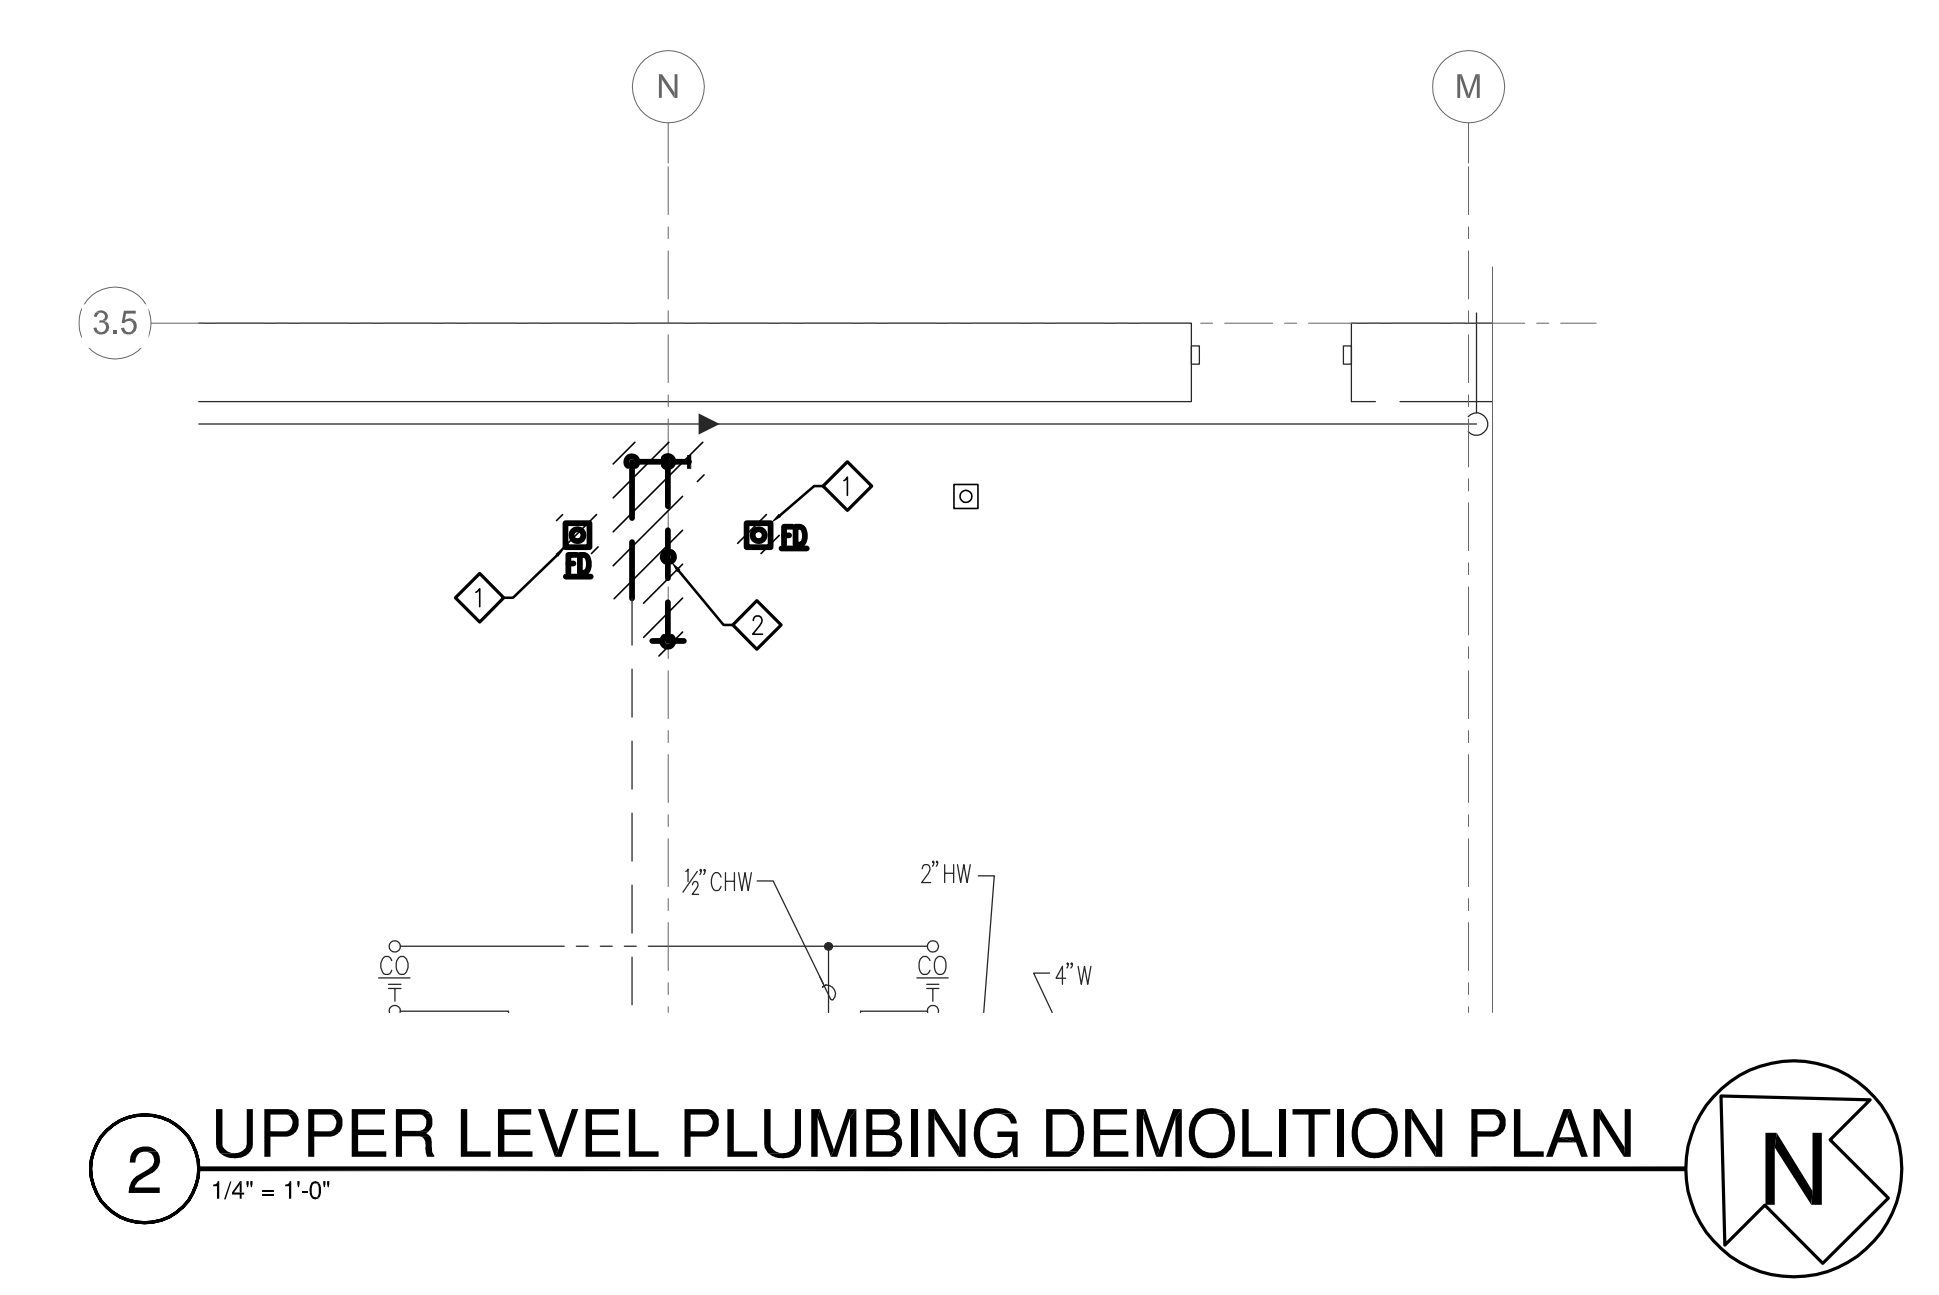 N
M
3.5
1
FD
FD
1
2
½" CHW
2" HW
CO
CO
4" W
2
UPPER LEVEL PLUMBING DEMOLITION PLAN
1/4" = 1'-0"
N